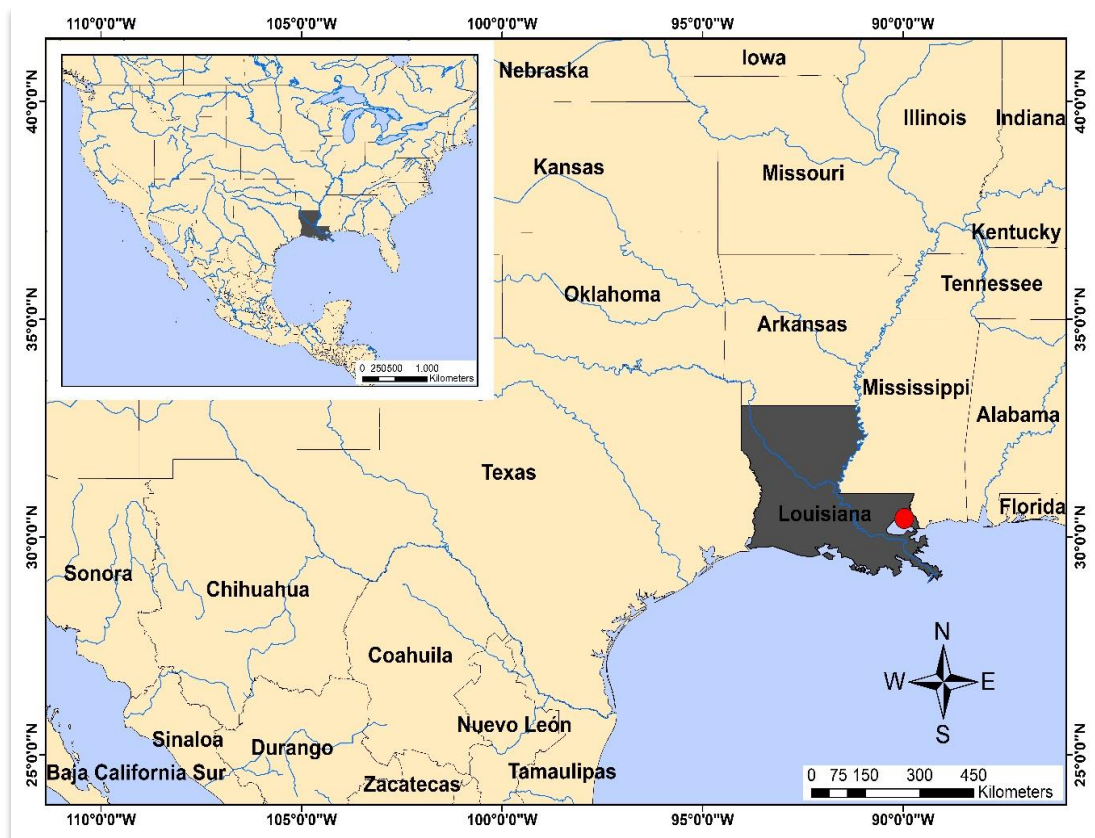 110°0'0"W 105°0'0"W 100°0'0"W 95°0'0"W 90°0'0"W
40°0'0"N
35°0'0"N
30°0'0"N
25°0'0"N
0 250500 1.000
Kilometers
Nebraska
Iowa
Illinois
Indiana
Kansas
Missouri
Kentucky
Tennessee
Oklahoma
Arkansas
Mississippi
Alabama
Texas
Louisiana
Florida
Sonora
Chihuahua
Coahuila
Nuevo León
Sinaloa
Durango
Baja California Sur
Zacatecas
Tamaulipas
N
W E
S
0 75 150 300 450
Kilometers
40°0'0"N
35°0'0"N
30°0'0"N
25°0'0"N
110°0'0"W 105°0'0"W 100°0'0"W 95°0'0"W 90°0'0"W